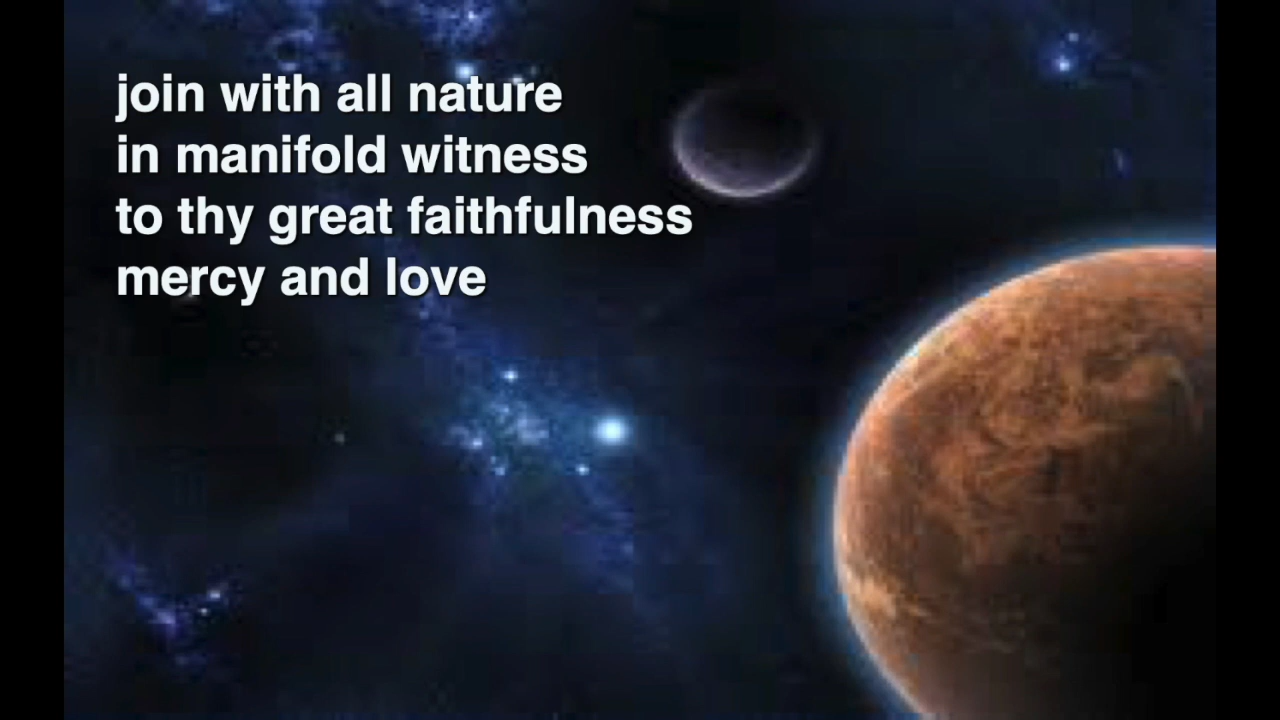 join with all nature
in manifold witness
to thy great faithfulness
mercy and love